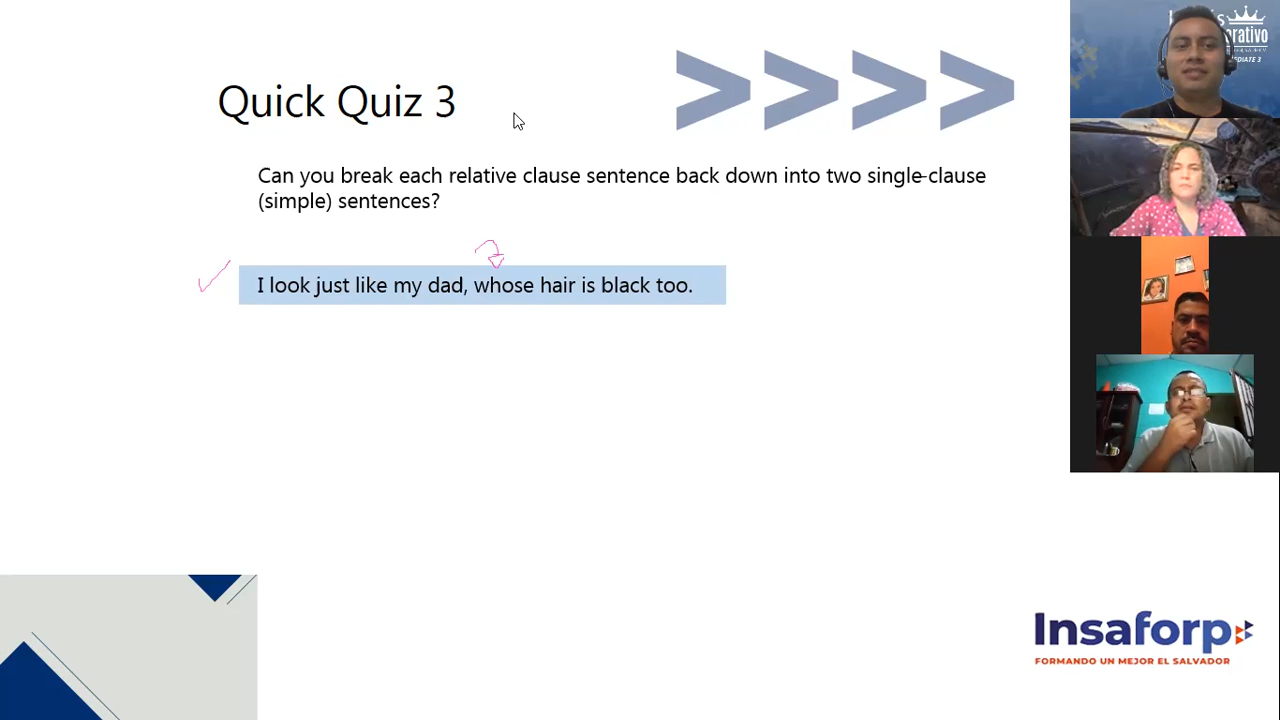 Quick Quiz 3
Can you break each relative clause sentence back down into two single-clause
(simple) sentences?
I look just like my dad, whose hair is black too.
Insaforp
FORMANDO UN MEJOR EL SALVADOR